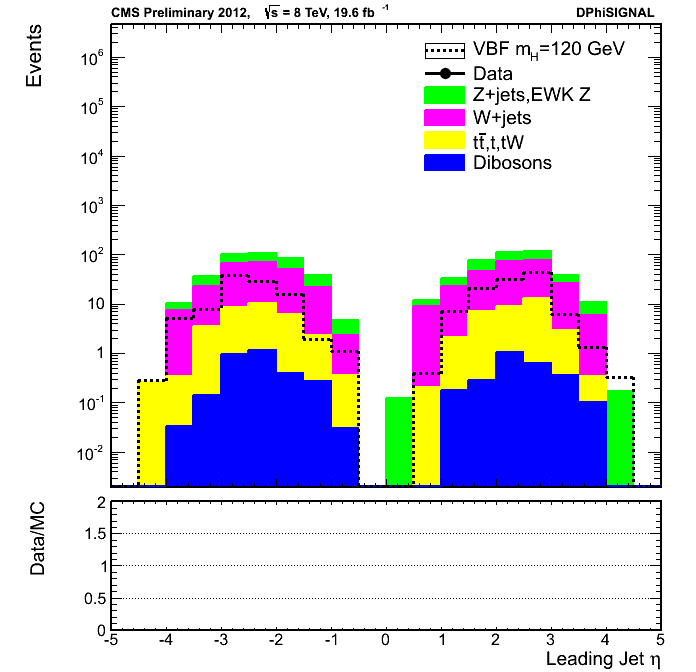 CMS Preliminary 2012, √s = 8 TeV, 19.6 fb⁻¹ DPhiSIGNAL
Events
10⁶
10⁵
10⁴
10³
10²
10
1
10⁻¹
10⁻²
VBF m_H=120 GeV
Data
Z+jets,EWK Z
W+jets
tt̄,t,tW
Dibosons
Data/MC
2
1.5
1
0.5
0
-5 -4 -3 -2 -1 0 1 2 3 4 5
Leading Jet η